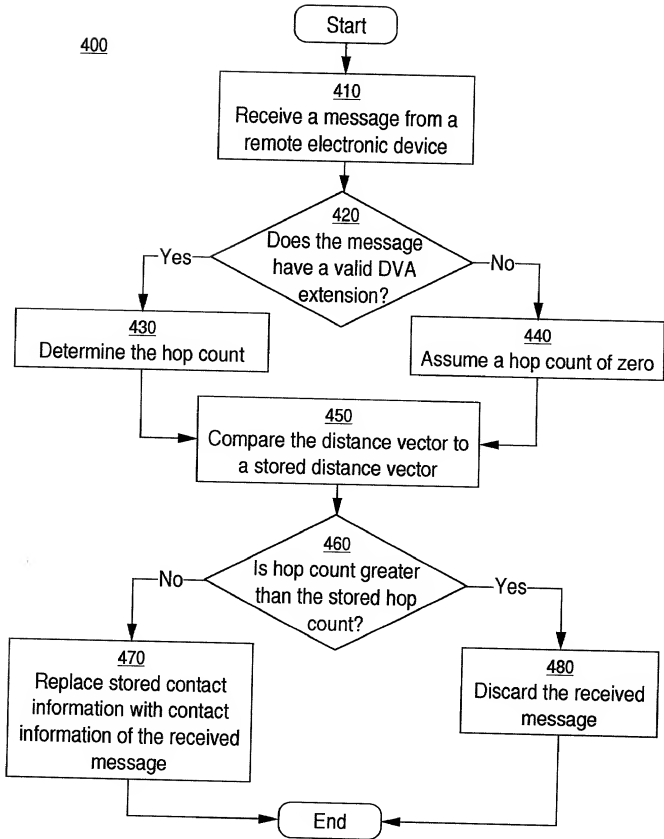 Start
400
410
Receive a message from a
remote electronic device
420
Does the message
have a valid DVA
extension?
Yes
No
430
Determine the hop count
440
Assume a hop count of zero
450
Compare the distance vector to
a stored distance vector
460
Is hop count greater
than the stored hop
count?
No
Yes
470
Replace stored contact
information with contact
information of the received
message
480
Discard the received
message
End